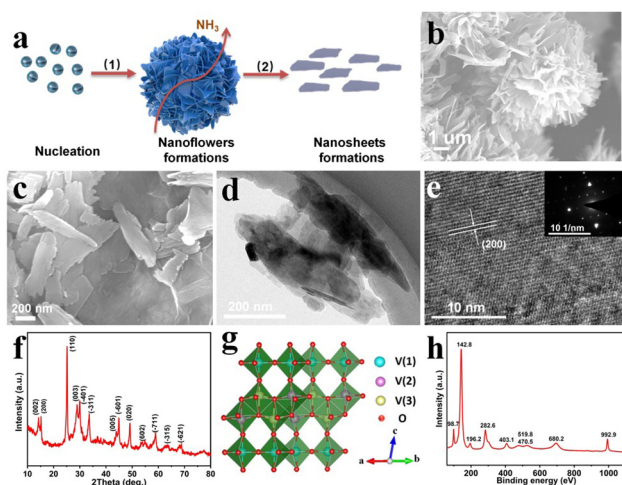 a
NH3
(1)
(2)
Nucleation
Nanoflowers
formations
Nanosheets
formations
b
1 um
c
200 nm
d
200 nm
e
(200)
10 1/nm
10 nm
f
Intensity (a.u.)
(002)
(200)
(110)
(003)
(-401)
(-311)
(005)
(-601)
(020)
(602)
(-711)
(-315)
(-621)
10 20 30 40 50 60 70 80
2Theta (deg.)
g
V(1)
V(2)
V(3)
O
c
a
b
h
Intensity (a.u.)
98.7
142.8
196.2
282.6
403.1
519.8
470.5
680.2
992.9
200 400 600 800 1000
Binding energy (eV)